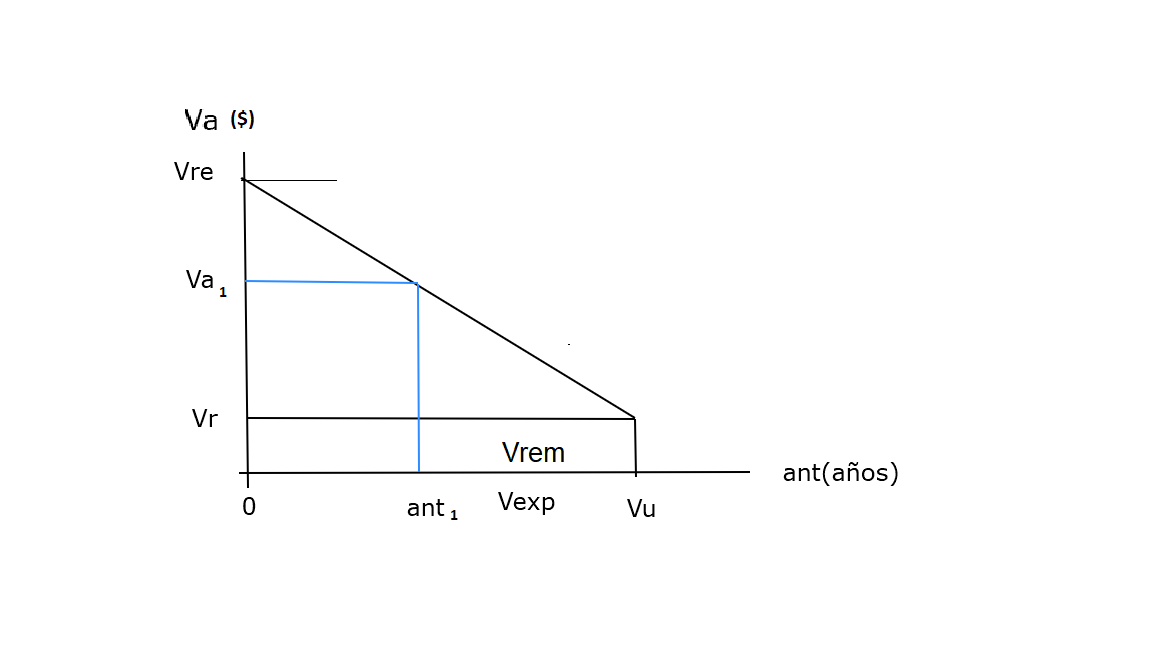 Va ($)
Vre
Va 1
Vr
Vrem
ant(años)
0
ant 1
Vexp
Vu